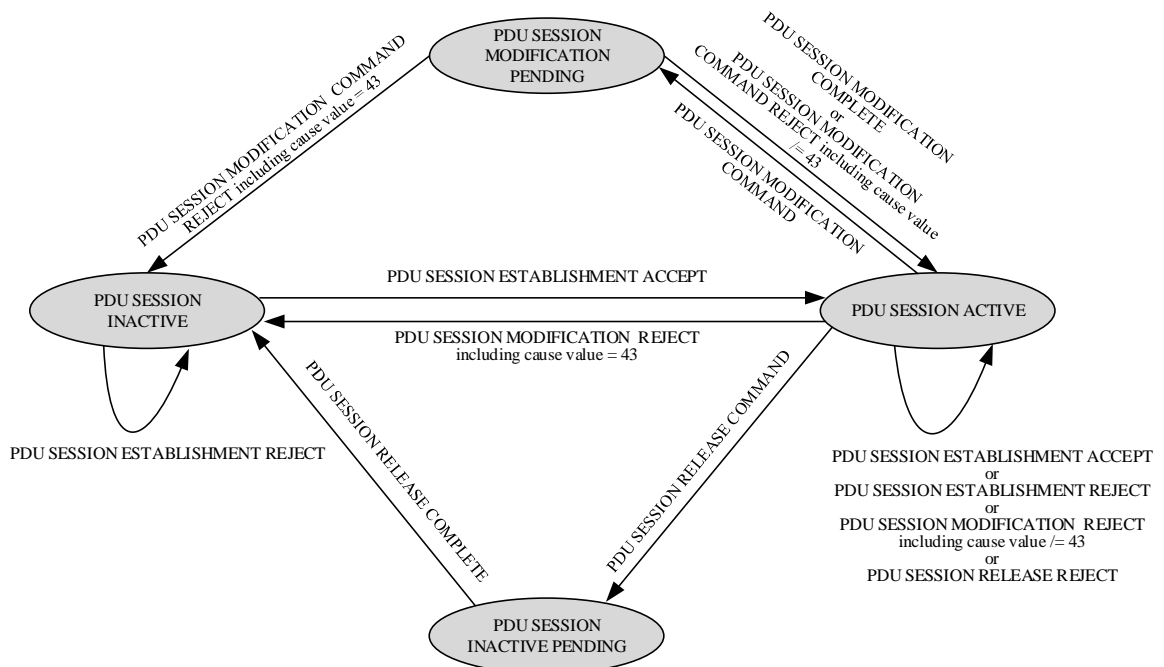 PDU SESSION
MODIFICATION
PENDING
PDU SESSION MODIFICATION COMMAND
REJECT including cause value = 43
PDU SESSION MODIFICATION
COMPLETE
or
PDU SESSION MODIFICATION
COMMAND REJECT including cause value
/= 43
PDU SESSION MODIFICATION
COMMAND
PDU SESSION
INACTIVE
PDU SESSION ESTABLISHMENT ACCEPT
PDU SESSION MODIFICATION REJECT
including cause value = 43
PDU SESSION ACTIVE
PDU SESSION ESTABLISHMENT REJECT
PDU SESSION RELEASE COMPLETE
PDU SESSION RELEASE COMMAND
PDU SESSION ESTABLISHMENT ACCEPT
or
PDU SESSION ESTABLISHMENT REJECT
or
PDU SESSION MODIFICATION REJECT
including cause value /= 43
or
PDU SESSION RELEASE REJECT
PDU SESSION
INACTIVE PENDING